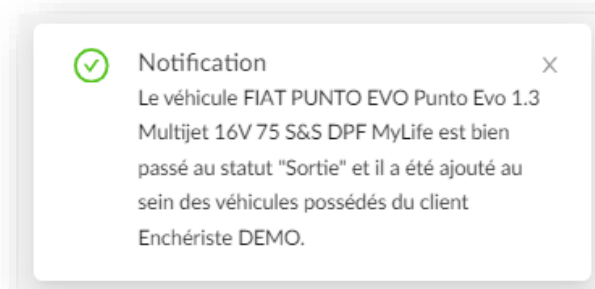 Notification
Le véhicule FIAT PUNTO EVO Punto Evo 1.3
Multijet 16V 75 S&S DPF MyLife est bien
passé au statut "Sortie" et il a été ajouté au
sein des véhicules possédés du client
Enchériste DEMO.